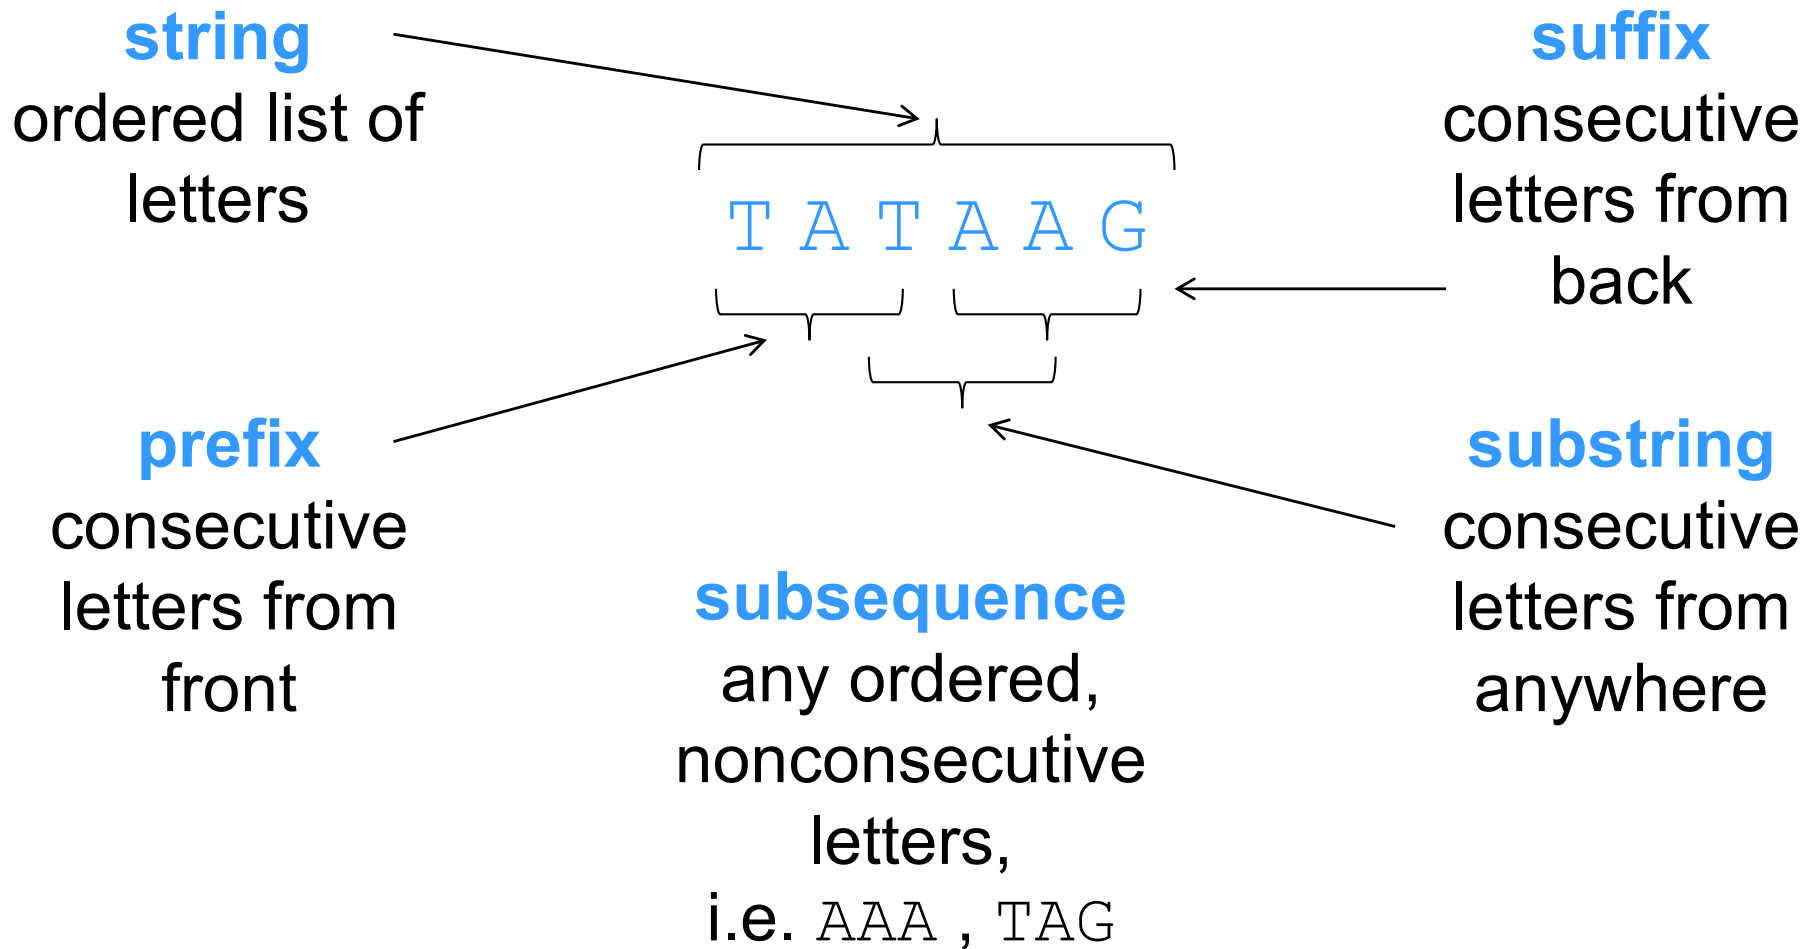 string
ordered list of
letters
suffix
consecutive
letters from
back
T A T A A G
prefix
consecutive
letters from
front
subsequence
any ordered,
nonconsecutive
letters,
i.e. AAA , TAG
substring
consecutive
letters from
anywhere